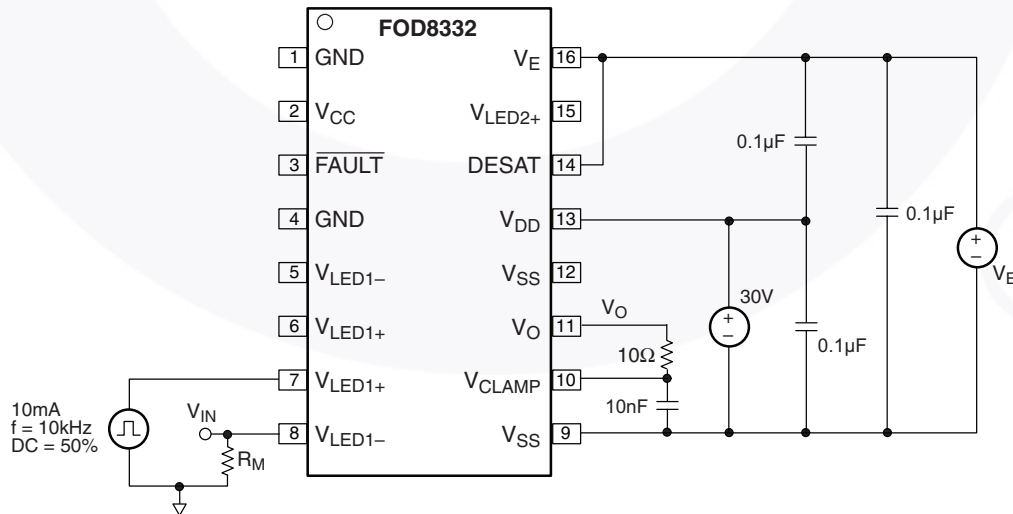 FOD8332
1 GND
2 VCC
3 FAULT
4 GND
5 VLED1–
6 VLED1+
7 VLED1+
8 VLED1–
VE 16
VLED2+ 15
DESAT 14
VDD 13
VSS 12
VO 11
VCLAMP 10
VSS 9
10mA
f = 10kHz
DC = 50%
VIN
RM
VO
10Ω
10nF
30V
+
–
0.1µF
0.1µF
0.1µF
+
–
VE